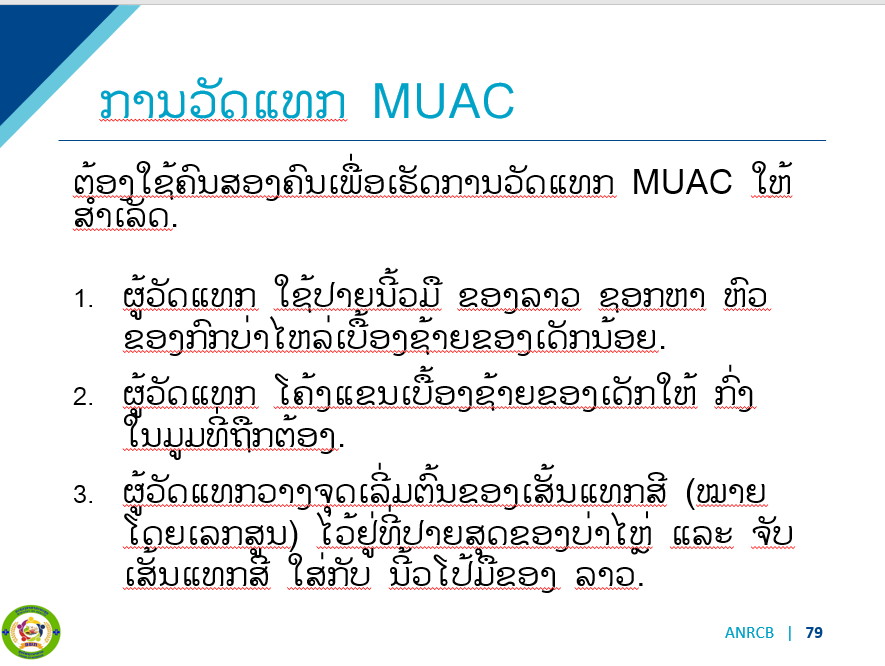 ການວັດແທກ MUAC
ຕ້ອງໃຊ້ຄົນສອງຄົນເພື່ອເຮັດການວັດແທກ MUAC ໃຫ້
ສຳເລັດ.
1. ຜູ້ວັດແທກ ໃຊ້ປາຍນີ້ວມື ຂອງລາວ ຊອກຫາ ຫົວ
ຂອງກົກບ່າໄຫລ່ເບື້ອງຊ້າຍຂອງເດັກນ້ອຍ.
2. ຜູ້ວັດແທກ ໂຄ້ງແຂນເບື້ອງຊ້າຍຂອງເດັກໃຫ້ ກົ່ງ
ໃນມູມທີ່ຖືກຕ້ອງ.
3. ຜູ້ວັດແທກວາງຈຸດເລີ່ມຕົ້ນຂອງເສັ້ນແທກສີ (ໝາຍ
ໂດຍເລກສູນ) ໄວ້ຢູ່ທີ່ປາຍສຸດຂອງບ່າໄຫຼ່ ແລະ ຈັບ
ເສັ້ນແທກສີ ໃສ່ກັບ ນີ້ວໂປ້ມືຂອງ ລາວ.
ANRCB | 79